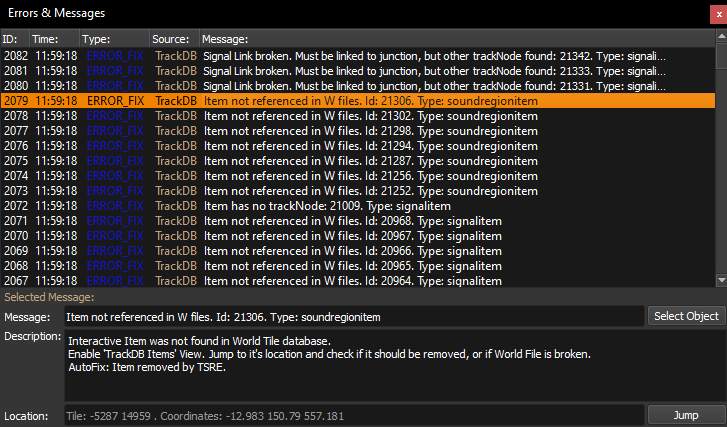 Errors & Messages
x
ID: Time: Type: Source: Message:
2082 11:59:18 ERROR_FIX TrackDB Signal Link broken. Must be linked to junction, but other trackNode found: 21342. Type: signali...
2081 11:59:18 ERROR_FIX TrackDB Signal Link broken. Must be linked to junction, but other trackNode found: 21333. Type: signali...
2080 11:59:18 ERROR_FIX TrackDB Signal Link broken. Must be linked to junction, but other trackNode found: 21331. Type: signali...
2079 11:59:18 ERROR_FIX TrackDB Item not referenced in W files. Id: 21306. Type: soundregionitem
2078 11:59:18 ERROR_FIX TrackDB Item not referenced in W files. Id: 21302. Type: soundregionitem
2077 11:59:18 ERROR_FIX TrackDB Item not referenced in W files. Id: 21298. Type: soundregionitem
2076 11:59:18 ERROR_FIX TrackDB Item not referenced in W files. Id: 21294. Type: soundregionitem
2075 11:59:18 ERROR_FIX TrackDB Item not referenced in W files. Id: 21287. Type: soundregionitem
2074 11:59:18 ERROR_FIX TrackDB Item not referenced in W files. Id: 21256. Type: soundregionitem
2073 11:59:18 ERROR_FIX TrackDB Item not referenced in W files. Id: 21252. Type: soundregionitem
2072 11:59:18 ERROR_FIX TrackDB Item has no trackNode: 21009. Type: signalitem
2071 11:59:18 ERROR_FIX TrackDB Item not referenced in W files. Id: 20968. Type: signalitem
2070 11:59:18 ERROR_FIX TrackDB Item not referenced in W files. Id: 20967. Type: signalitem
2069 11:59:18 ERROR_FIX TrackDB Item not referenced in W files. Id: 20966. Type: signalitem
2068 11:59:18 ERROR_FIX TrackDB Item not referenced in W files. Id: 20965. Type: signalitem
2067 11:59:18 ERROR_FIX TrackDB Item not referenced in W files. Id: 20964. Type: signalitem
Selected Message:
Message: Item not referenced in W files. Id: 21306. Type: soundregionitem Select Object
Description: Interactive Item was not found in World Tile database.
Enable 'TrackDB Items' View. Jump to it's location and check if it should be removed, or if World File is broken.
AutoFix: Item removed by TSRE.
Location: Tile: -5287 14959 . Coordinates: -12.983 150.79 557.181 Jump